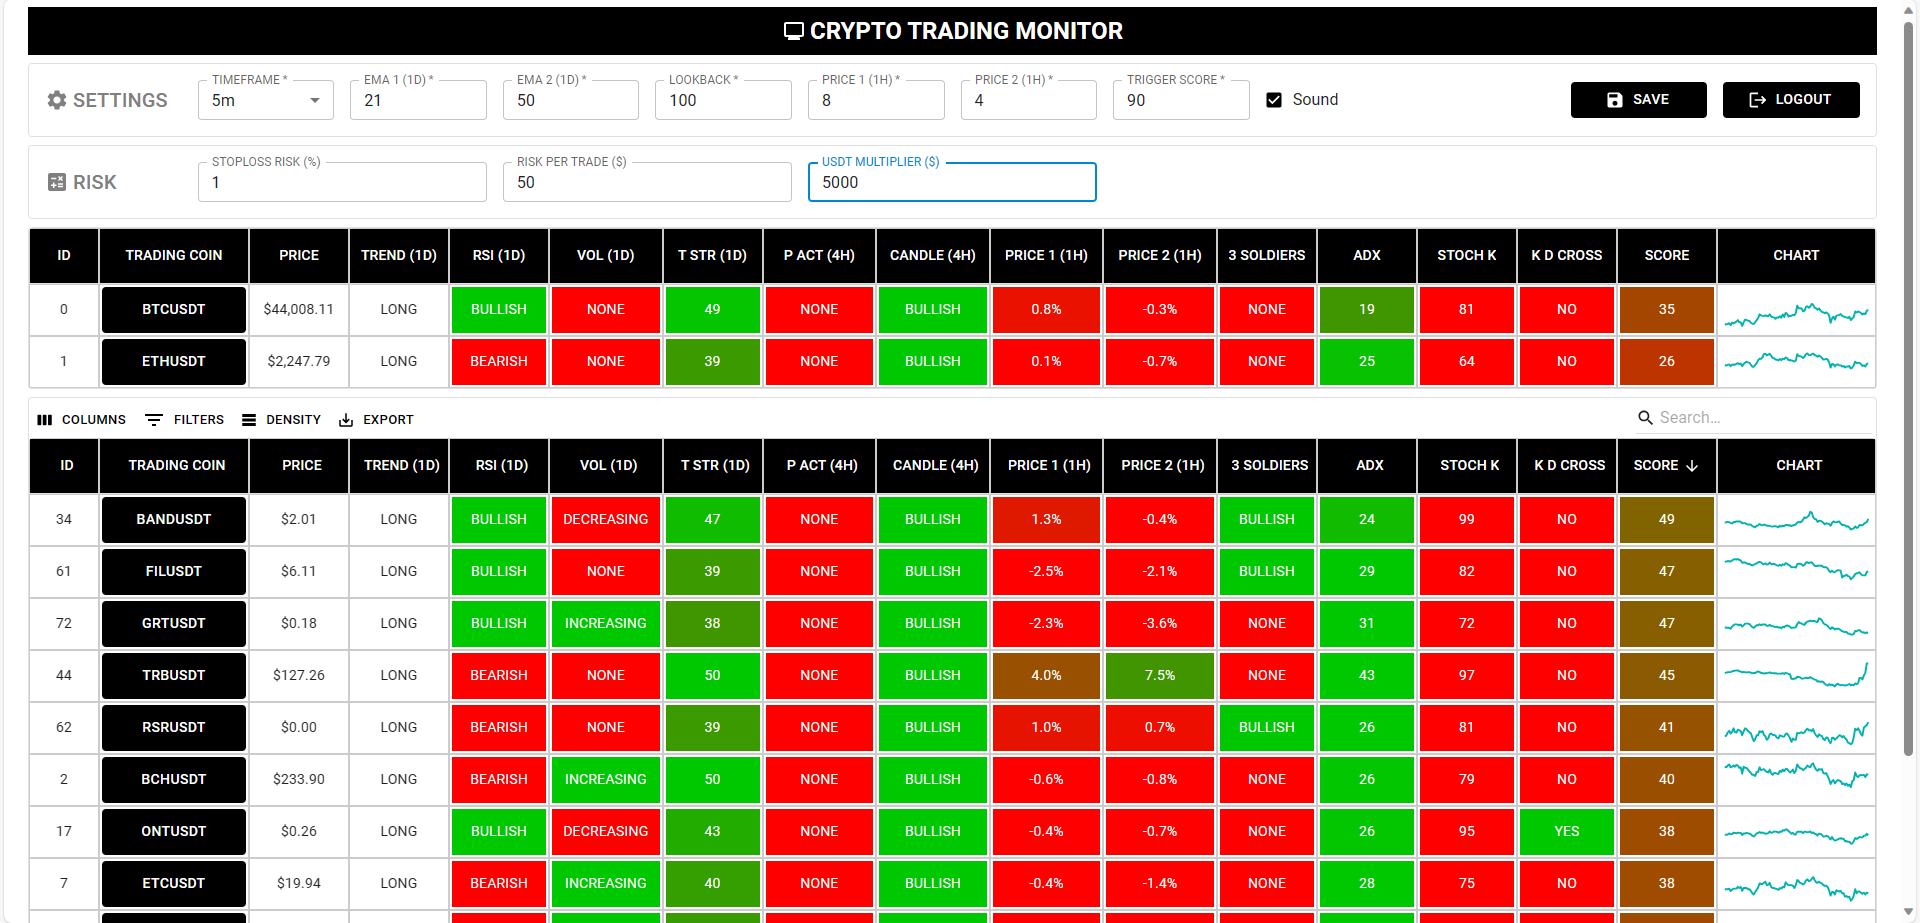 CRYPTO TRADING MONITOR
SETTINGS TIMEFRAME * 5m EMA 1 (1D) * 21 EMA 2 (1D) * 50 LOOKBACK * 100 PRICE 1 (1H) * 8 PRICE 2 (1H) * 4 TRIGGER SCORE * 90 Sound SAVE LOGOUT
RISK STOPLOSS RISK (%) 1 RISK PER TRADE ($) 50 USDT MULTIPLIER ($) 5000
ID TRADING COIN PRICE TREND (1D) RSI (1D) VOL (1D) T STR (1D) P ACT (4H) CANDLE (4H) PRICE 1 (1H) PRICE 2 (1H) 3 SOLDIERS ADX STOCH K K D CROSS SCORE CHART
0 BTCUSDT $44,008.11 LONG BULLISH NONE 49 NONE BULLISH 0.8% -0.3% NONE 19 81 NO 35
1 ETHUSDT $2,247.79 LONG BEARISH NONE 39 NONE BULLISH 0.1% -0.7% NONE 25 64 NO 26
COLUMNS FILTERS DENSITY EXPORT Search...
ID TRADING COIN PRICE TREND (1D) RSI (1D) VOL (1D) T STR (1D) P ACT (4H) CANDLE (4H) PRICE 1 (1H) PRICE 2 (1H) 3 SOLDIERS ADX STOCH K K D CROSS SCORE CHART
34 BANDUSDT $2.01 LONG BULLISH DECREASING 47 NONE BULLISH 1.3% -0.4% BULLISH 24 99 NO 49
61 FILUSDT $6.11 LONG BULLISH NONE 39 NONE BULLISH -2.5% -2.1% BULLISH 29 82 NO 47
72 GRTUSDT $0.18 LONG BULLISH INCREASING 38 NONE BULLISH -2.3% -3.6% NONE 31 72 NO 47
44 TRBUSDT $127.26 LONG BEARISH NONE 50 NONE BULLISH 4.0% 7.5% NONE 43 97 NO 45
62 RSRUSDT $0.00 LONG BEARISH NONE 39 NONE BULLISH 1.0% 0.7% BULLISH 26 81 NO 41
2 BCHUSDT $233.90 LONG BEARISH INCREASING 50 NONE BULLISH -0.6% -0.8% NONE 26 79 NO 40
17 ONTUSDT $0.26 LONG BULLISH DECREASING 43 NONE BULLISH -0.4% -0.7% NONE 26 95 YES 38
7 ETCUSDT $19.94 LONG BEARISH INCREASING 40 NONE BULLISH -0.4% -1.4% NONE 28 75 NO 38